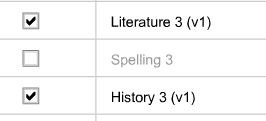 Literature 3 (v1)
Spelling 3
History 3 (v1)